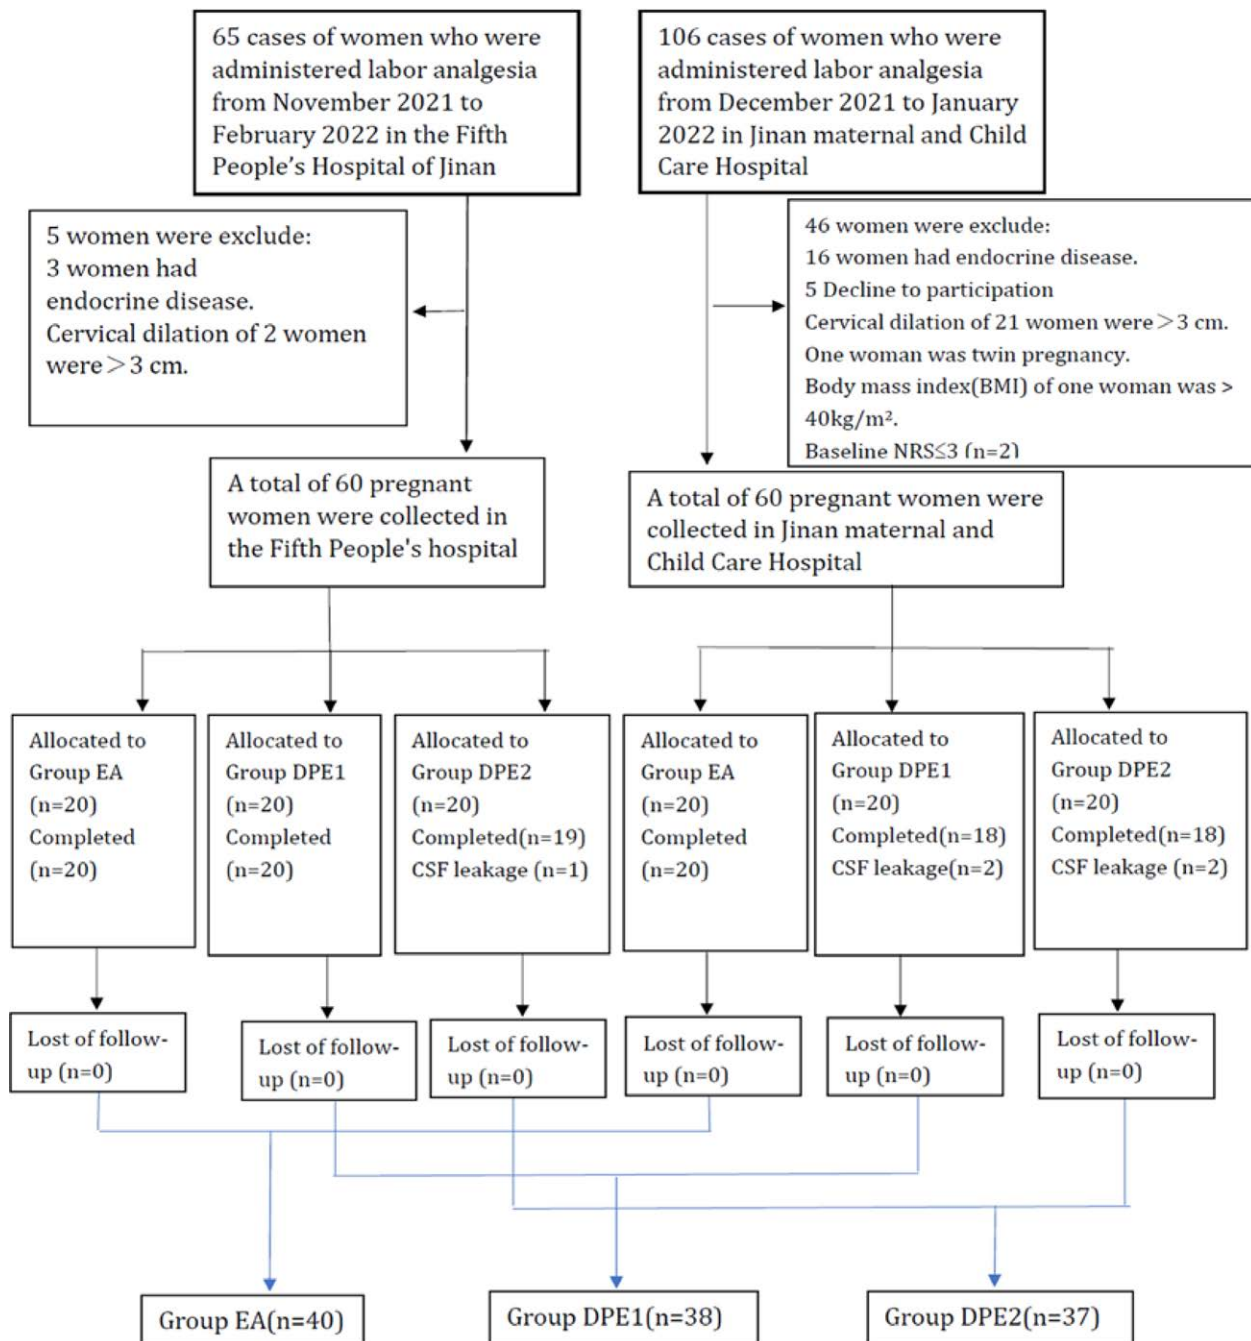 65 cases of women who were
administered labor analgesia
from November 2021 to
February 2022 in the Fifth
People's Hospital of Jinan
106 cases of women who were
administered labor analgesia
from December 2021 to January
2022 in Jinan maternal and Child
Care Hospital
5 women were exclude:
3 women had
endocrine disease.
Cervical dilation of 2 women
were＞3 cm.
46 women were exclude:
16 women had endocrine disease.
5 Decline to participation
Cervical dilation of 21 women were＞3 cm.
One woman was twin pregnancy.
Body mass index(BMI) of one woman was >
40kg/m².
Baseline NRS≤3 (n=2)
A total of 60 pregnant
women were collected in
the Fifth People's hospital
A total of 60 pregnant women were
collected in Jinan maternal and
Child Care Hospital
Allocated to
Group EA
(n=20)
Completed
(n=20)
Allocated to
Group DPE1
(n=20)
Completed
(n=20)
Allocated to
Group DPE2
(n=20)
Completed(n=19)
CSF leakage (n=1)
Allocated to
Group EA
(n=20)
Completed
(n=20)
Allocated to
Group DPE1
(n=20)
Completed(n=18)
CSF leakage(n=2)
Allocated to
Group DPE2
(n=20)
Completed(n=18)
CSF leakage (n=2)
Lost of follow-
up (n=0)
Lost of follow-
up (n=0)
Lost of follow-
up (n=0)
Lost of follow-
up (n=0)
Lost of follow-
up (n=0)
Lost of follow-
up (n=0)
Group EA(n=40)
Group DPE1(n=38)
Group DPE2(n=37)